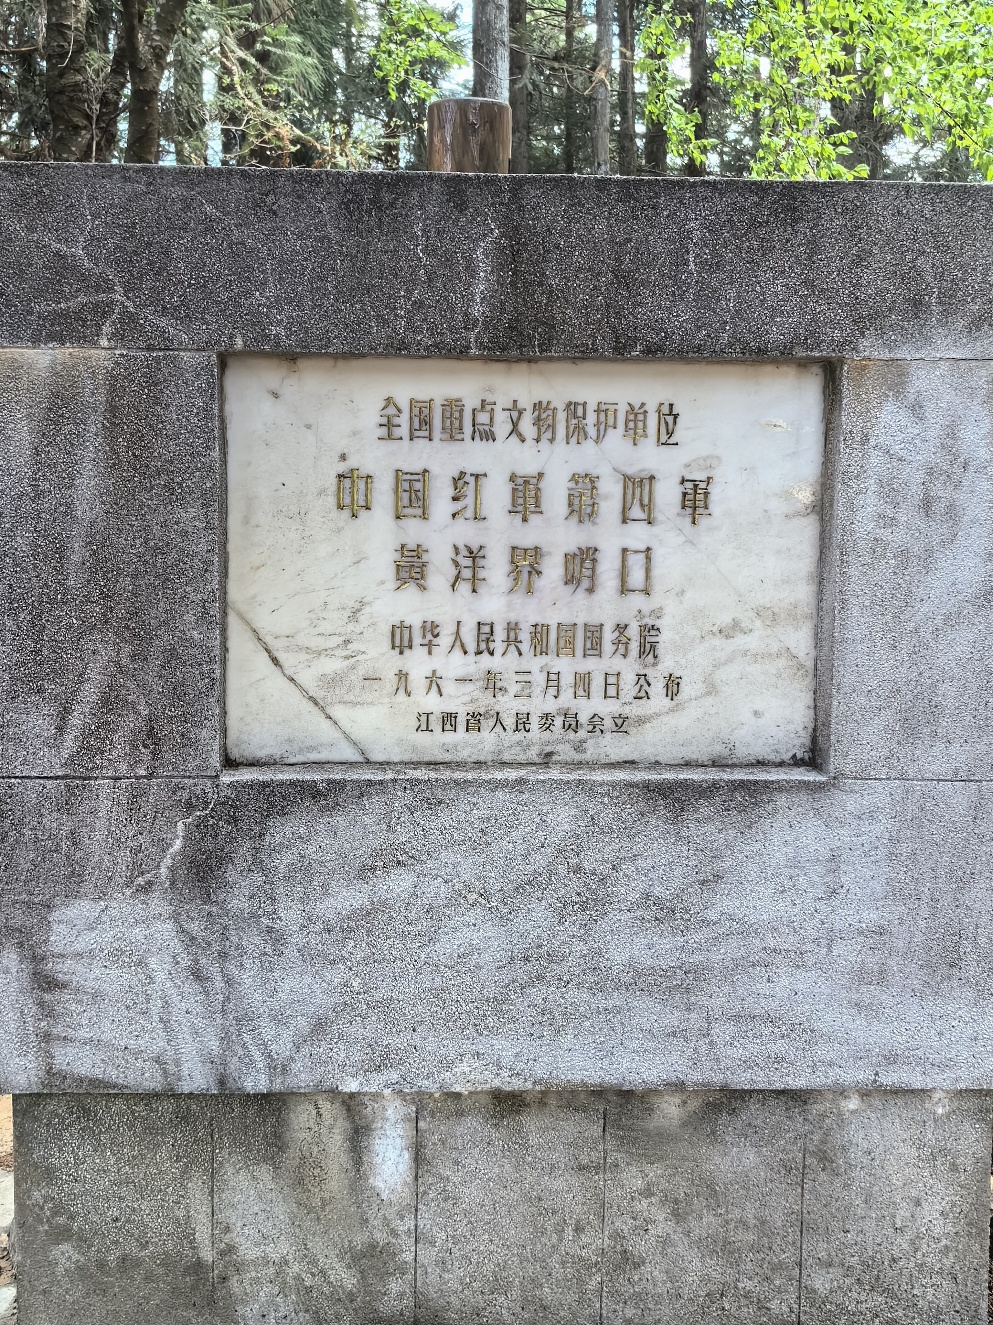 全国重点文物保护单位
中国红軍第四軍
黃洋界哨口
中华人民共和国国务院
一九六一年三月四日公布
江西省人民委员会立